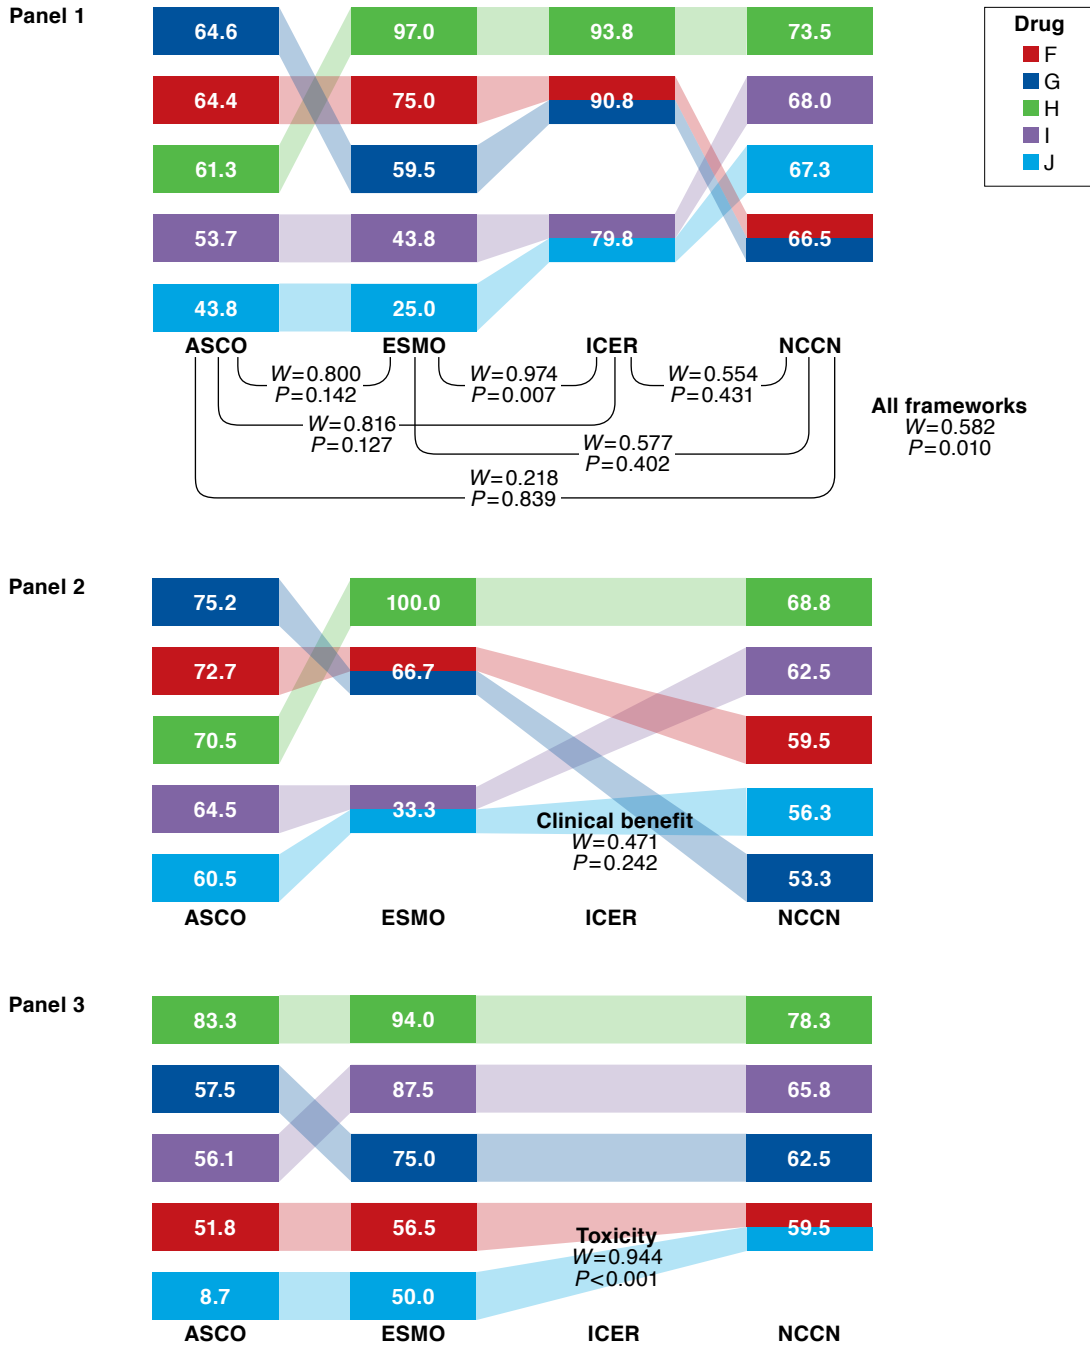 Panel 1
64.6 97.0 93.8 73.5
64.4 75.0 90.8 68.0
61.3 59.5 67.3
53.7 43.8 79.8 66.5
43.8 25.0
ASCO ESMO ICER NCCN
W=0.800 W=0.974 W=0.554
P=0.142 P=0.007 P=0.431
W=0.816
P=0.127
W=0.577
P=0.402
W=0.218
P=0.839
All frameworks
W=0.582
P=0.010
Drug
F
G
H
I
J
Panel 2
75.2 100.0 68.8
72.7 66.7 62.5
70.5 59.5
64.5 33.3 56.3
Clinical benefit
W=0.471
P=0.242
60.5 53.3
ASCO ESMO ICER NCCN
Panel 3
83.3 94.0 78.3
57.5 87.5 65.8
56.1 75.0 62.5
51.8 56.5 59.5
Toxicity
W=0.944
P<0.001
8.7 50.0
ASCO ESMO ICER NCCN